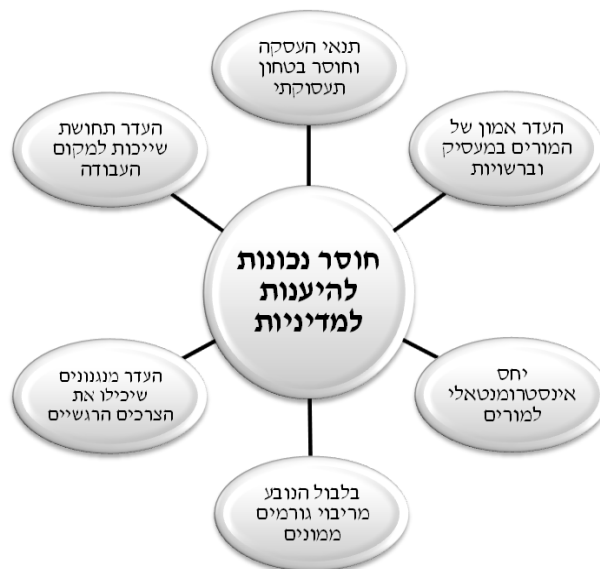 תנאי העסקה
וחוסר בטחון
תעסוקתי
העדר אמון של
המורים במעסיק
וברשויות
העדר תחושת
שייכות למקום
העבודה
חוסר נכונות
להיענות
למדיניות
יחס
אינסטרומנטאלי
למורים
העדר מנגנונים
שיכילו את
הצרכים הרגשיים
בלבול הנובע
מריבוי גורמים
ממונים